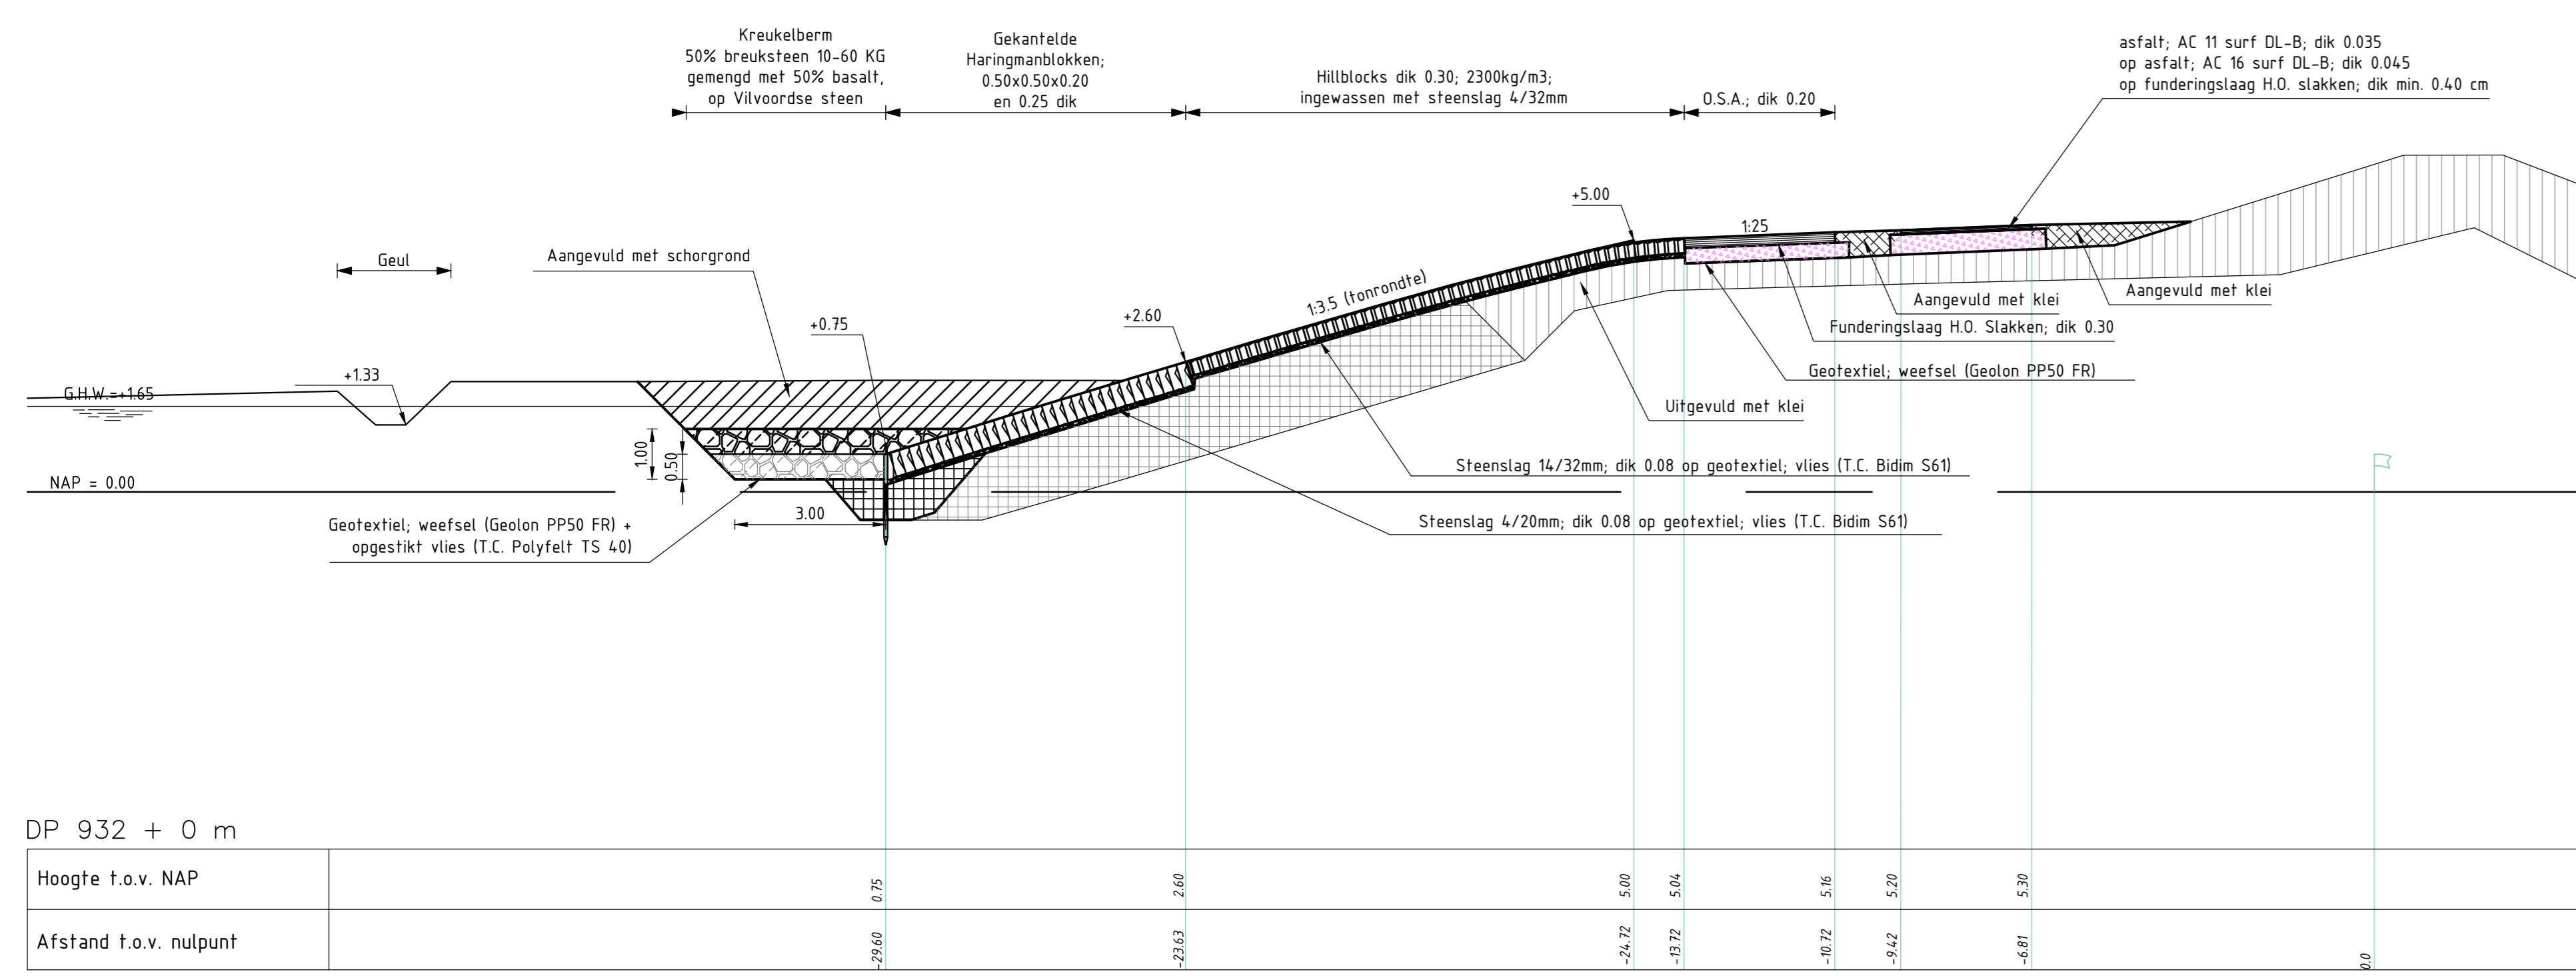 Kreukelberm
50% breuksteen 10-60 KG
gemengd met 50% basalt,
op Vilvoordse steen
Gekantelde
Haringmanblokken;
0.50x0.50x0.20
en 0.25 dik
Hillblocks dik 0.30; 2300kg/m3;
ingewassen met steenslag 4/32mm
O.S.A.; dik 0.20
asfalt; AC 11 surf DL-B; dik 0.035
op asfalt; AC 16 surf DL-B; dik 0.045
op funderingslaag H.O. slakken; dik min. 0.40 cm
+5.00
1:25
Geul
Aangevuld met schorgrond
1:3.5 (tonrondte)
+0.75
+2.60
Aangevuld met klei
Aangevuld met klei
Funderingslaag H.O. Slakken; dik 0.30
Geotextiel; weefsel (Geolon PP50 FR)
Uitgevuld met klei
+1.33
G.H.W.=+1.65
1.00
0.50
Steenslag 14/32mm; dik 0.08 op geotextiel; vlies (T.C. Bidim S61)
NAP = 0.00
3.00
Geotextiel; weefsel (Geolon PP50 FR) +
opgestikt vlies (T.C. Polyfelt TS 40)
Steenslag 4/20mm; dik 0.08 op geotextiel; vlies (T.C. Bidim S61)
DP 932 + 0 m
Hoogte t.o.v. NAP
0.75
2.60
5.00
5.04
5.16
5.20
5.30
Afstand t.o.v. nulpunt
-29.60
-23.63
-24.72
-13.72
-10.72
-9.42
-6.81
0.0